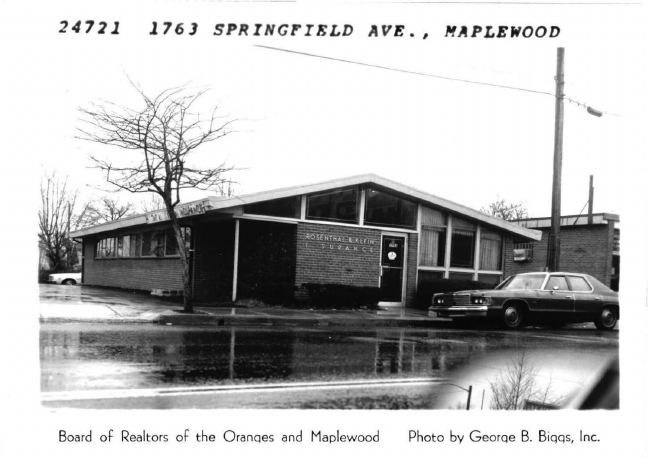 24721 1763 SPRINGFIELD AVE., MAPLEWOOD
ROSENTHAL & KLEIN
SURANCE
Board of Realtors of the Oranges and Maplewood Photo by George B. Biggs, Inc.